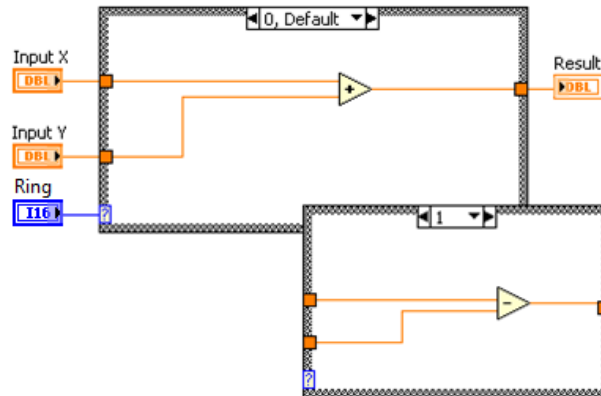 0, Default
Input X
DBL
Result
DBL
+
Input Y
DBL
Ring
I16
?
1
-
?